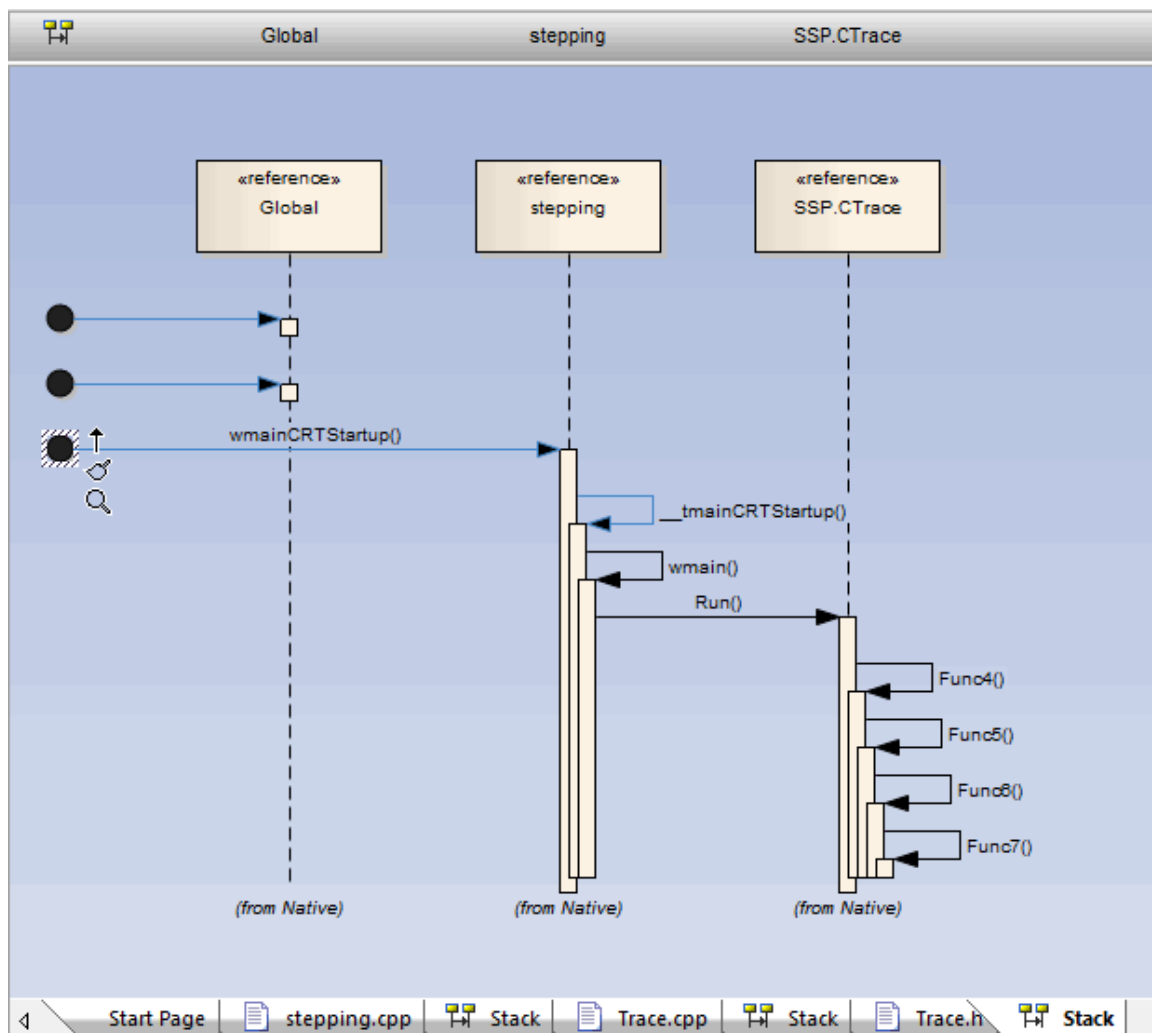 Global stepping SSP.CTrace
«reference» «reference» «reference»
Global stepping SSP.CTrace
wmainCRTStartup()
__tmainCRTStartup()
wmain()
Run()
Func4()
Func5()
Func6()
Func7()
(from Native) (from Native) (from Native)
Start Page stepping.cpp Stack Trace.cpp Stack Trace.h Stack